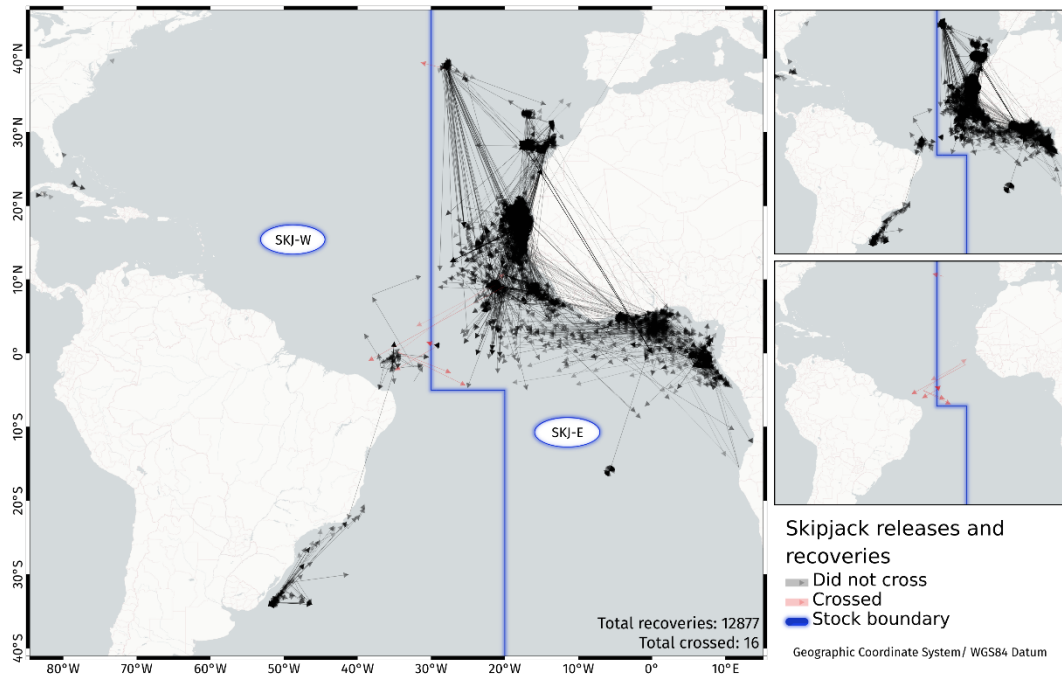 40°N
30°N
20°N
10°N
0°
10°S
20°S
30°S
40°S
SKJ-W
SKJ-E
Total recoveries: 12877
Total crossed: 16
80°W
70°W
60°W
50°W
40°W
30°W
20°W
10°W
0°
10°E
Skipjack releases and
recoveries
Did not cross
Crossed
Stock boundary
Geographic Coordinate System/ WGS84 Datum